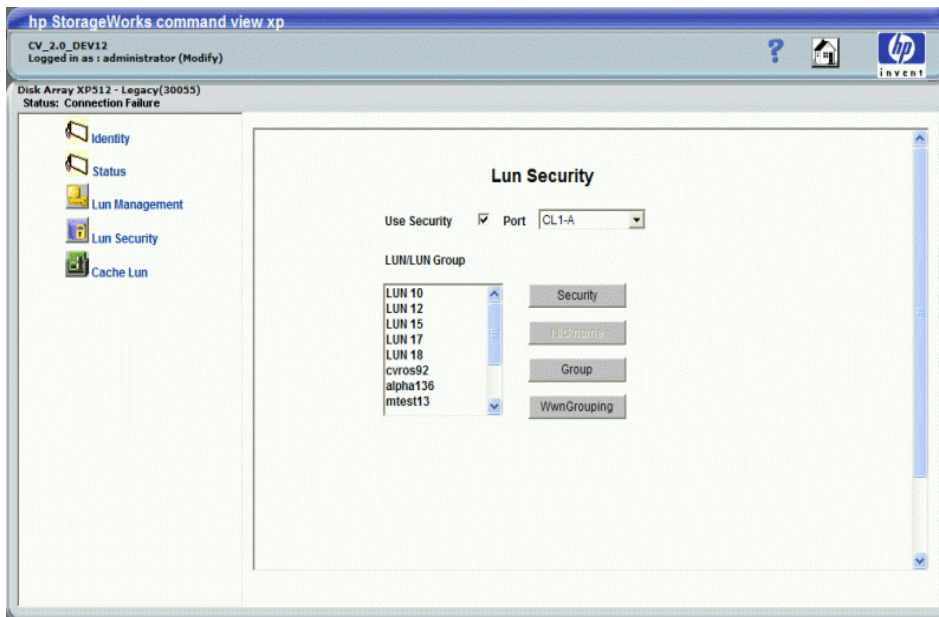 hp StorageWorks command view xp
CV_2.0_DEV12
Logged in as : administrator (Modify)
?
hp
invent
Disk Array XP512 - Legacy(30055)
Status: Connection Failure
Identity
Status
Lun Management
Lun Security
Cache Lun
Lun Security
Use Security Port CL1-A
LUN/LUN Group
LUN 10
LUN 12
LUN 15
LUN 17
LUN 18
cvros92
alpha136
mtest13
Security
Nickname
Group
WwnGrouping